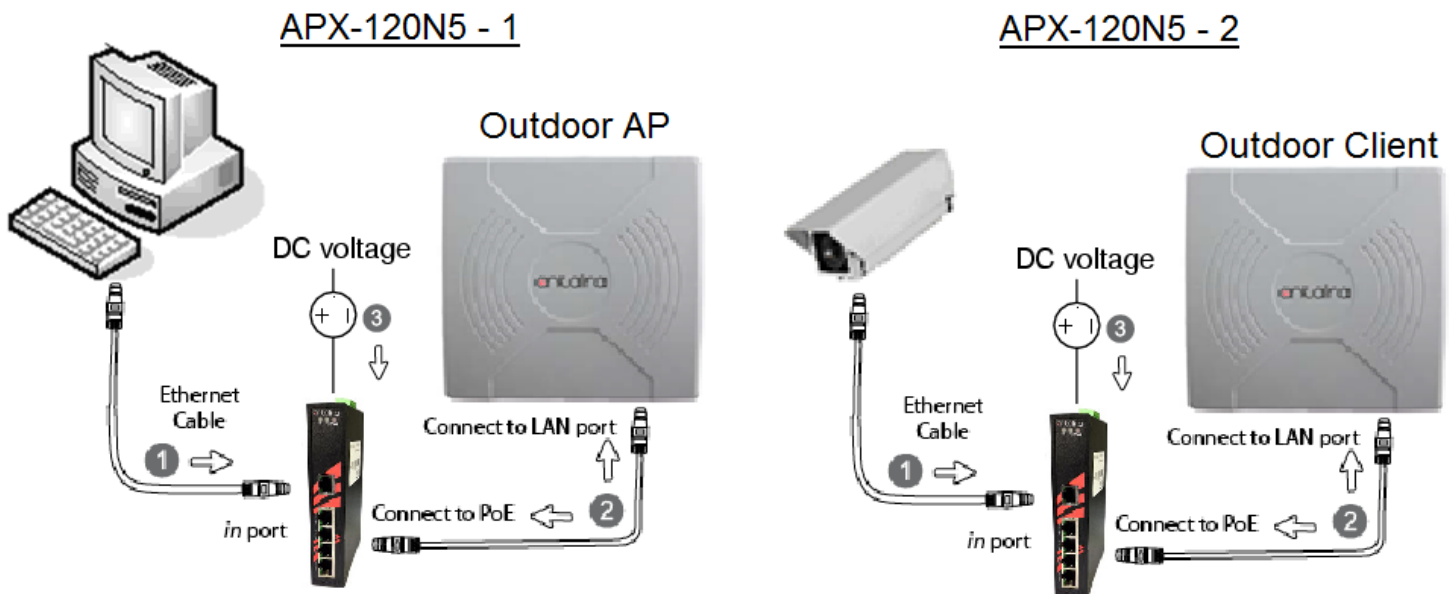 APX-120N5 - 1
Outdoor AP
DC voltage
+
3
Ethernet
Cable
1
Connect to LAN port
Connect to PoE
2
in port
APX-120N5 - 2
Outdoor Client
DC voltage
+
3
Ethernet
Cable
1
Connect to LAN port
Connect to PoE
2
in port